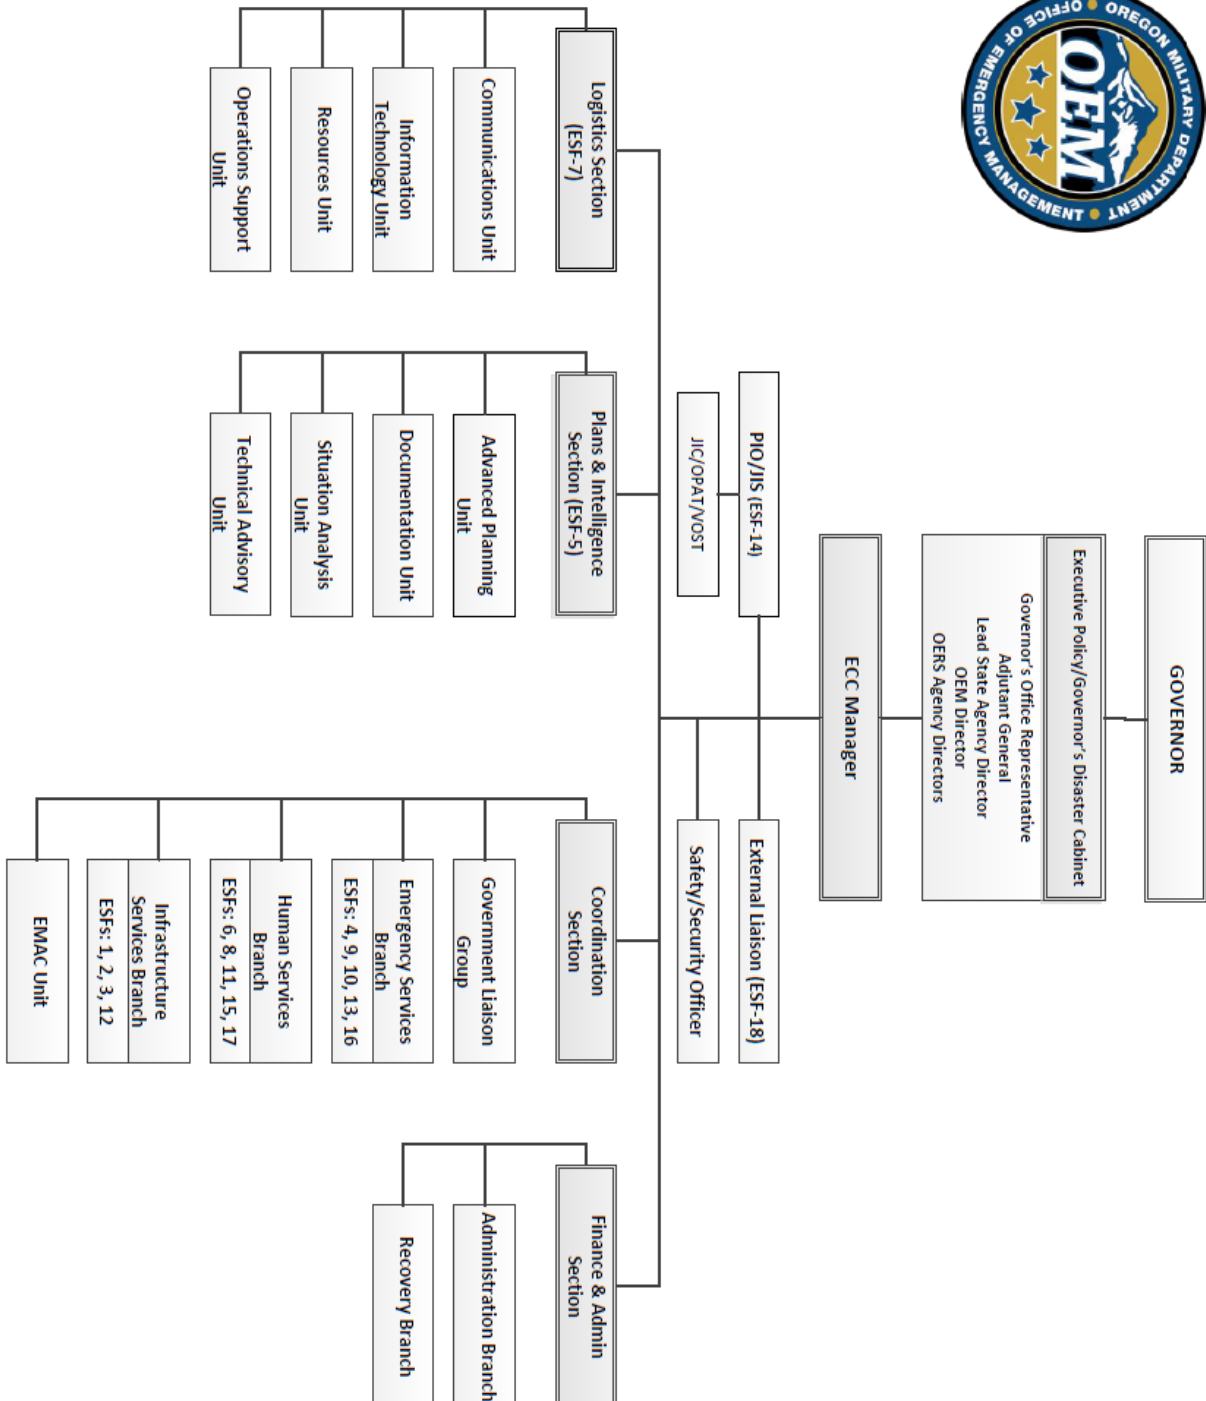 OREGON MILITARY DEPARTMENT
OFFICE OF EMERGENCY MANAGEMENT
OEM
GOVERNOR
Executive Policy/Governor's Disaster Cabinet
Governor's Office Representative
Adjutant General
Lead State Agency Director
OEM Director
OERS Agency Directors
ECC Manager
PIO/JIS (ESF-14)
External Liaison (ESF-18)
JIC/OPAT/VOST
Safety/Security Officer
Logistics Section
(ESF-7)
Communications Unit
Information
Technology Unit
Resources Unit
Operations Support
Unit
Plans & Intelligence
Section (ESF-5)
Advanced Planning
Unit
Documentation Unit
Situation Analysis
Unit
Technical Advisory
Unit
Coordination
Section
Government Liaison
Group
Emergency Services
Branch
ESFs: 4, 9, 10, 13, 16
Human Services
Branch
ESFs: 6, 8, 11, 15, 17
Infrastructure
Services Branch
ESFs: 1, 2, 3, 12
EMAC Unit
Finance & Admin
Section
Administration Branch
Recovery Branch